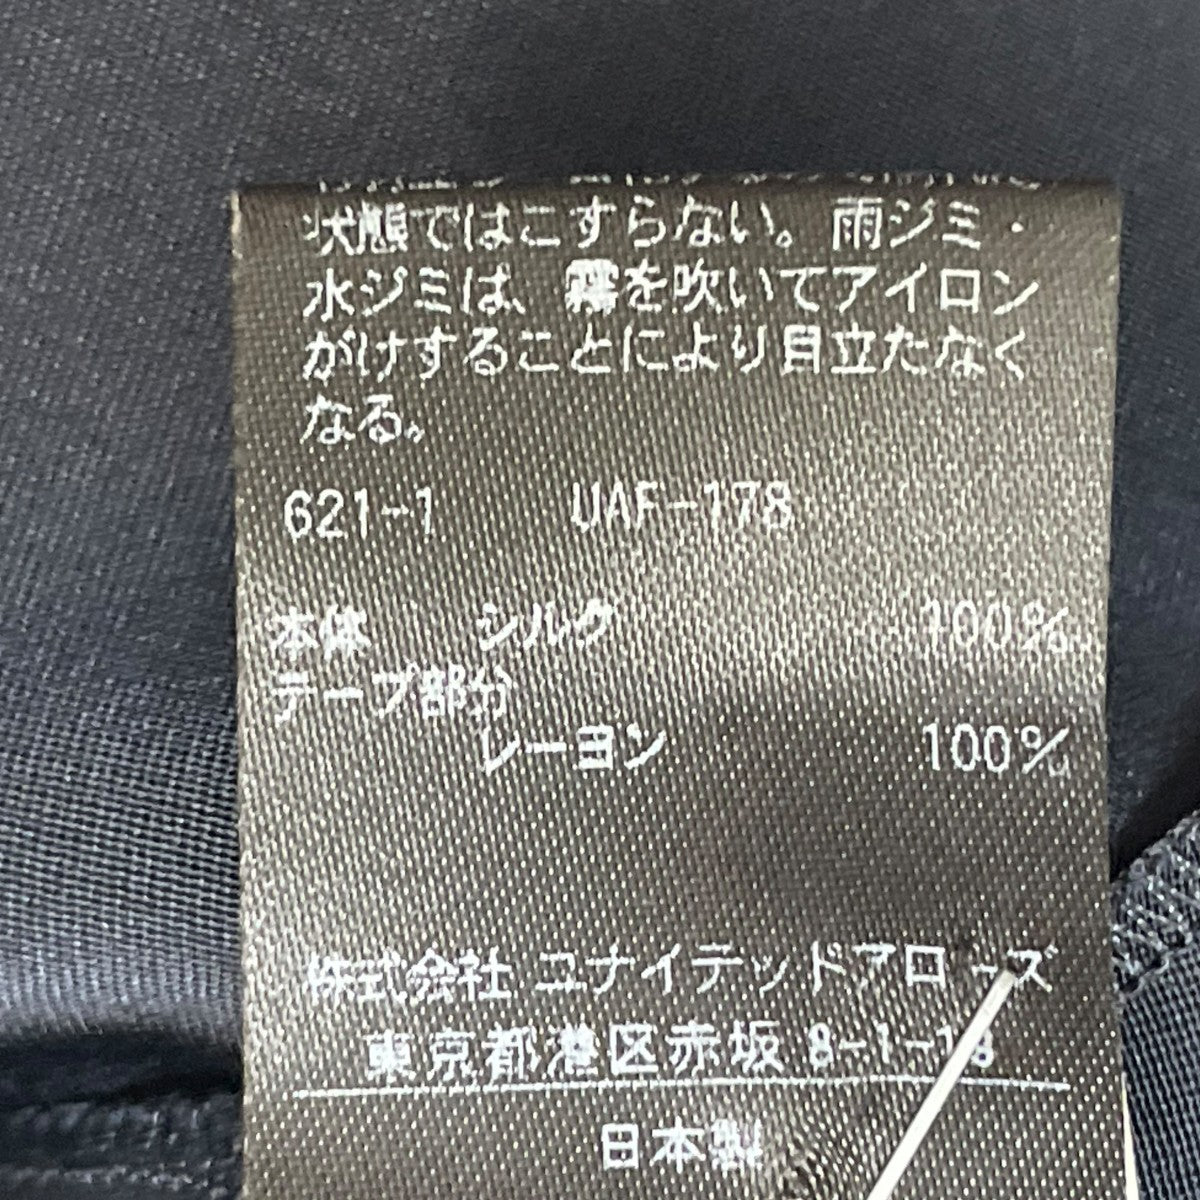 状態ではこすらない。雨ジミ・
水ジミは、霧を吹いてアイロン
がけすることにより目立たなく
なる。
621-1 UAF-178
本体 シルク 100%
テープ部分
レーヨン 100%
株式会社 ユナイテッドアローズ
東京都港区赤坂 8-1-18
日本製